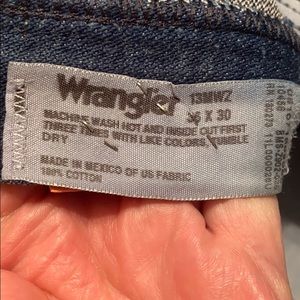 Wrangler 13MWZ
36 X 30
MACHINE WASH HOT AND INSIDE OUT FIRST
THREE TIMES WITH LIKE COLORS, TUMBLE
DRY
MADE IN MEXICO OF US FABRIC
100% COTTON